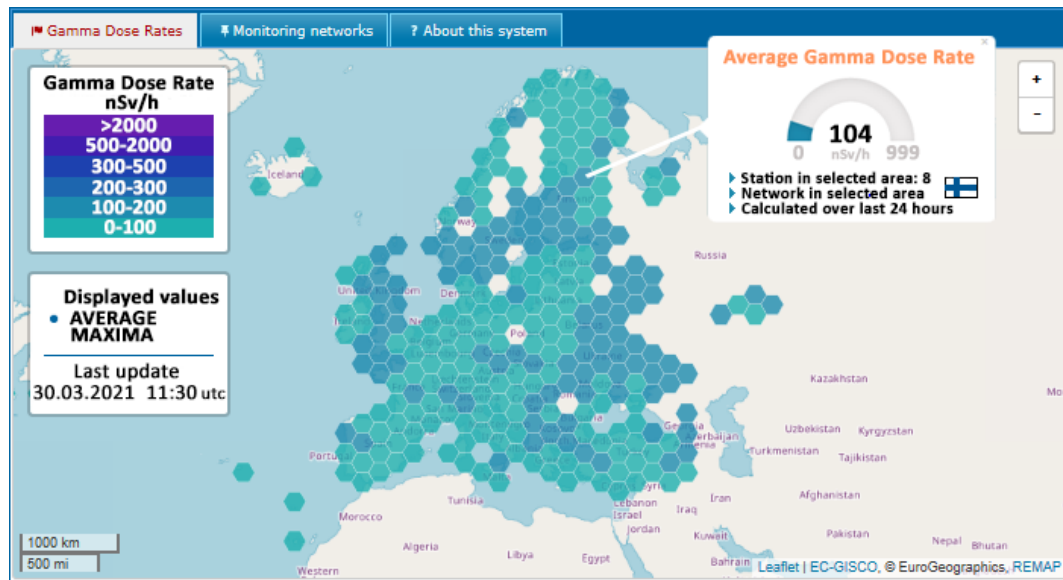 Gamma Dose Rates
Monitoring networks
? About this system
Gamma Dose Rate
nSv/h
>2000
500-2000
300-500
200-300
100-200
0-100
Displayed values
AVERAGE
MAXIMA
Last update
30.03.2021 11:30 utc
Average Gamma Dose Rate
104
0 nSv/h 999
Station in selected area: 8
Network in selected area
Calculated over last 24 hours
+
-
Iceland
Norway
Russia
Kazakhstan
Uzbekistan
Kyrgyzstan
Turkmenistan
Tajikistan
Azerbaijan
Georgia
Afghanistan
Iran
Pakistan
Nepal
Bhutan
Kuwait
Bahrain
Iraq
Jordan
Israel
Lebanon
Egypt
Libya
Tunisia
Algeria
Morocco
Western
1000 km
500 mi
Leaflet | EC-GISCO, © EuroGeographics, REMAP